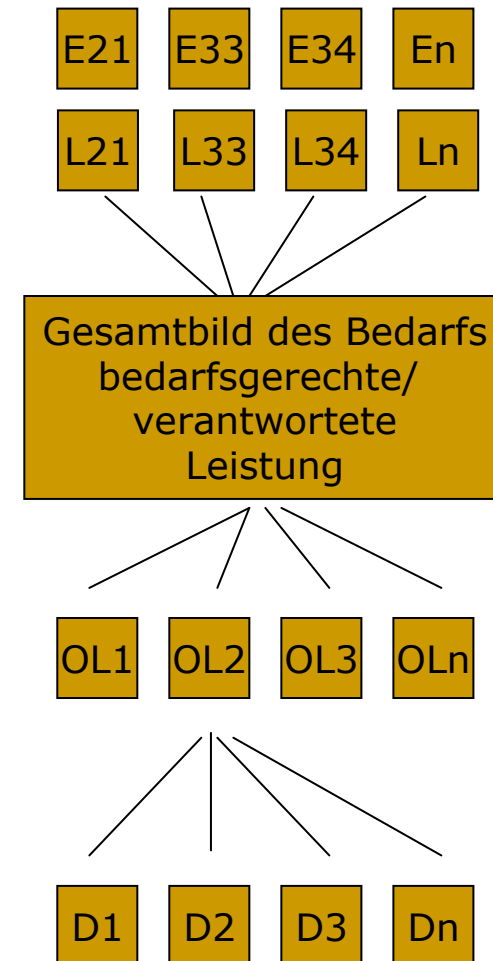 E21 E33 E34 En
L21 L33 L34 Ln
Gesamtbild des Bedarfs
bedarfsgerechte/
verantwortete
Leistung
OL1 OL2 OL3 OLn
D1 D2 D3 Dn